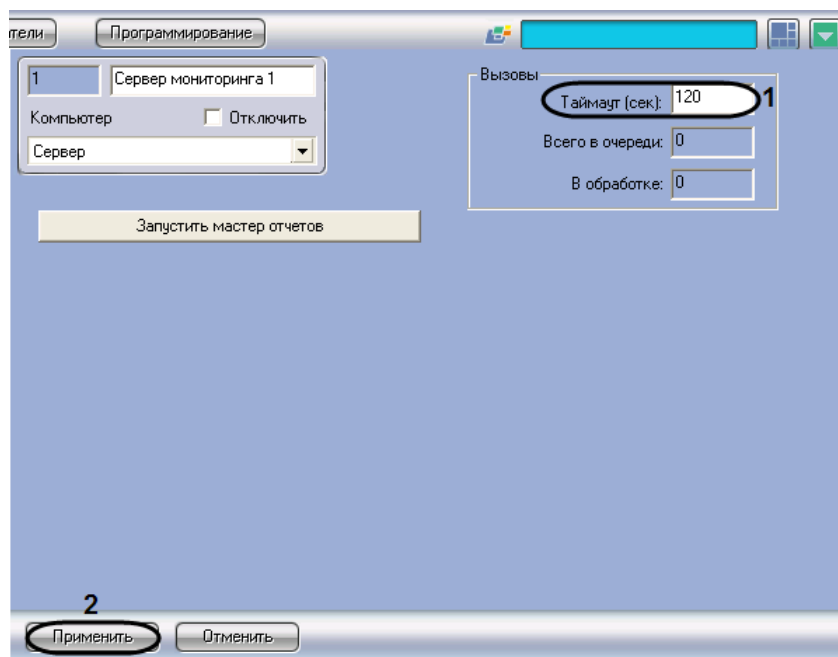 тели Программирование
1 Сервер мониторинга 1
Компьютер Отключить
Сервер
Запустить мастер отчетов
Вызовы
Таймаут (сек): 120 1
Всего в очереди: 0
В обработке: 0
2
Применить Отменить